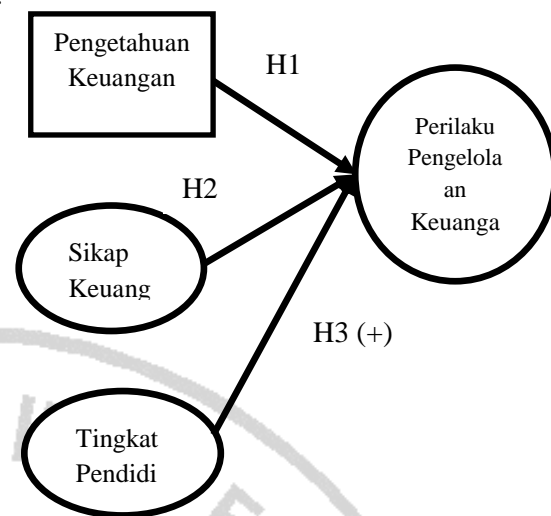 Pengetahuan
Keuangan
H1
Perilaku
Pengelola
an
Keuanga
H2
Sikap
Keuang
H3 (+)
Tingkat
Pendidi